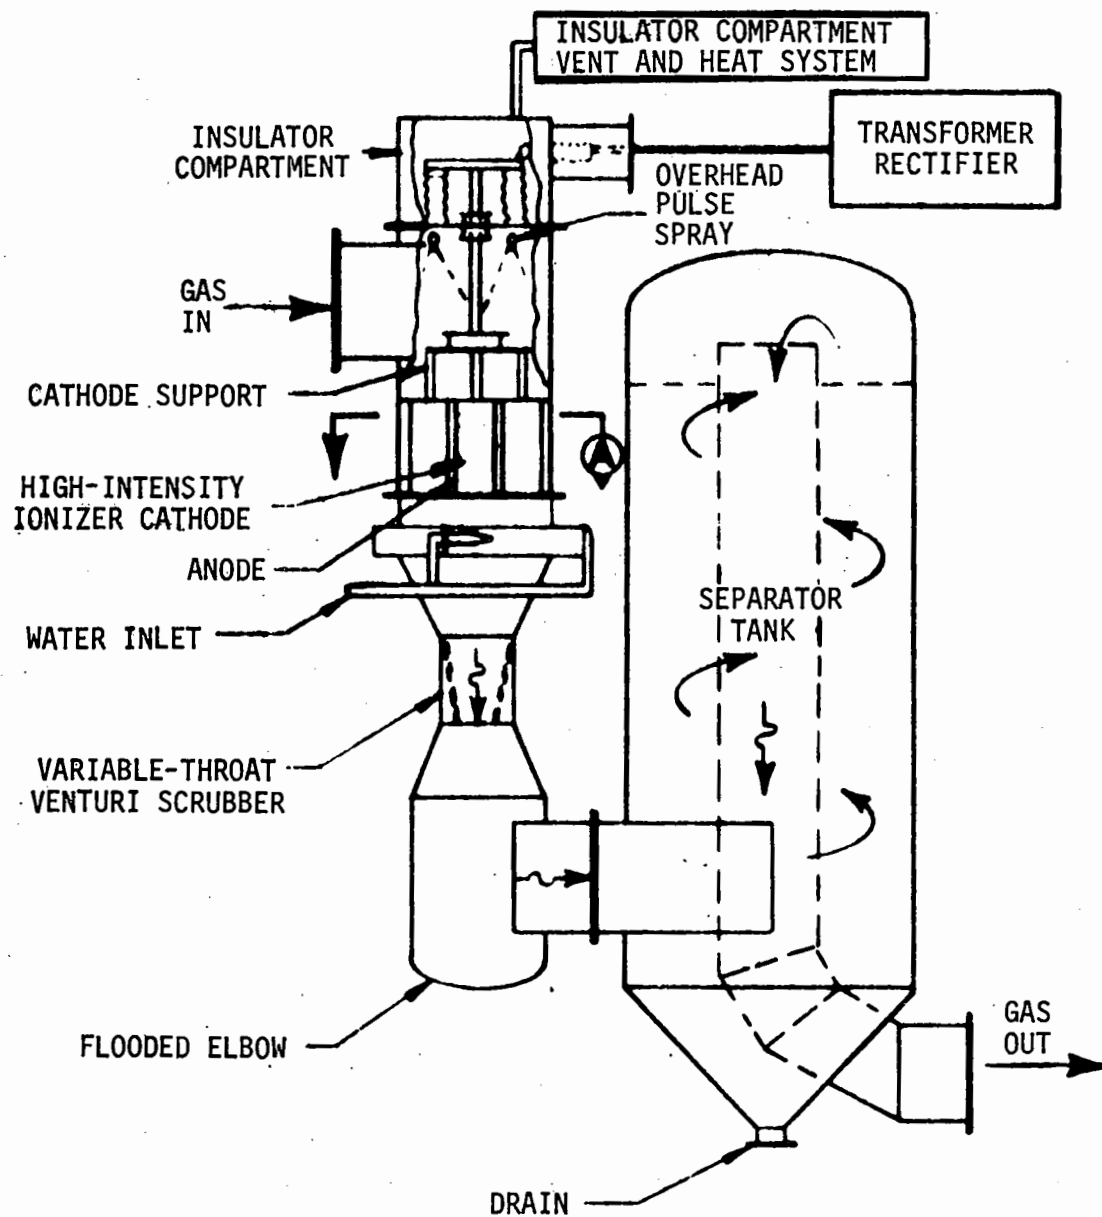 INSULATOR COMPARTMENT
VENT AND HEAT SYSTEM
INSULATOR
COMPARTMENT
TRANSFORMER
RECTIFIER
OVERHEAD
PULSE
SPRAY
GAS
IN
CATHODE SUPPORT
HIGH-INTENSITY
IONIZER CATHODE
ANODE
WATER INLET
SEPARATOR
TANK
VARIABLE-THROAT
VENTURI SCRUBBER
FLOODED ELBOW
GAS
OUT
DRAIN